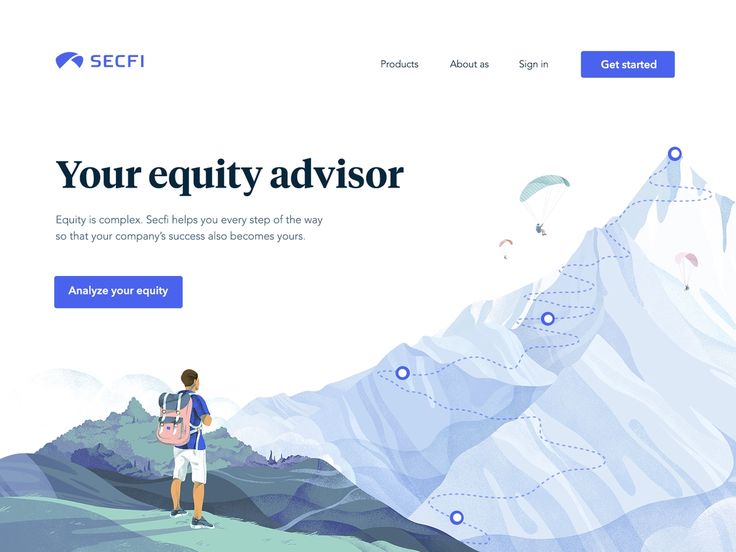 SECFI
Products
About as
Sign in
Get started
Your equity advisor
Equity is complex. Secfi helps you every step of the way
so that your company's success also becomes yours.
Analyze your equity